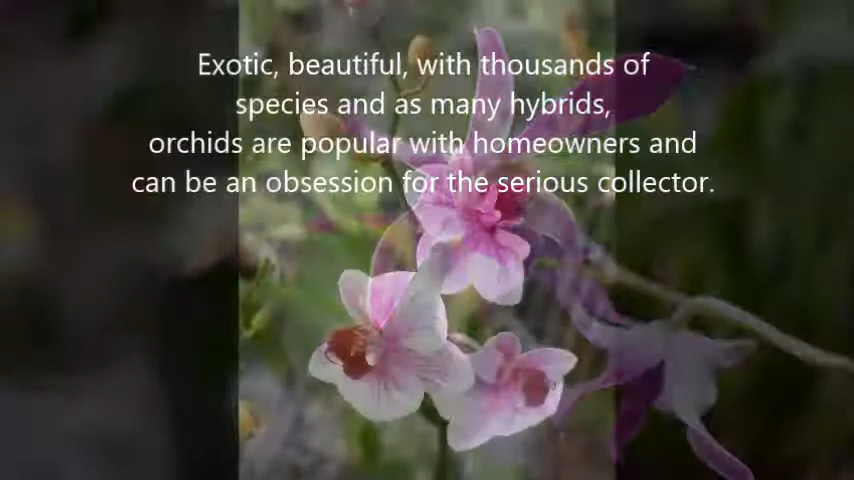 Exotic, beautiful, with thousands of
species and as many hybrids,
orchids are popular with homeowners and
can be an obsession for the serious collector.